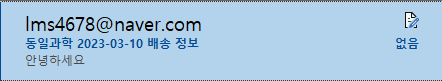 lms4678@naver.com
동일과학 2023-03-10 배송 정보 없음
안녕하세요